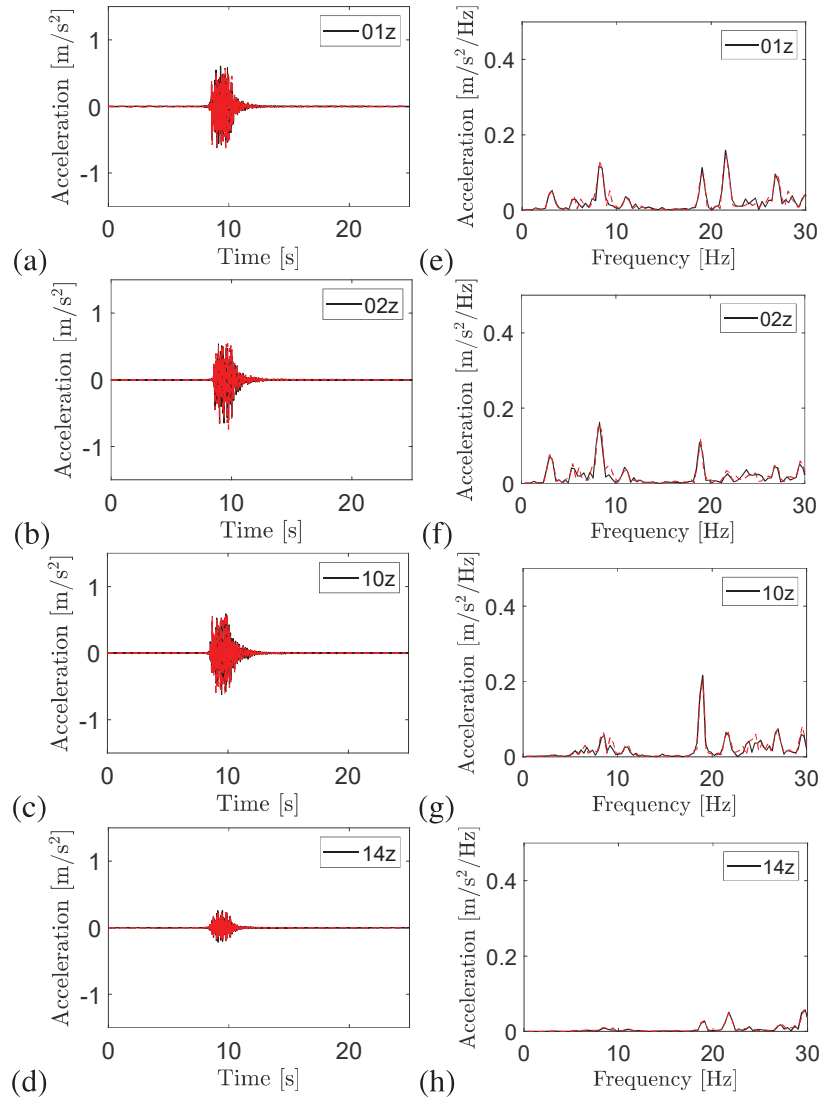 1
0
-1
Acceleration [m/s²]
01z
0
10
20
Time [s]
(a)
0.4
0.2
0
Acceleration [m/s²/Hz]
01z
0
10
20
30
Frequency [Hz]
(e)
1
0
-1
Acceleration [m/s²]
02z
0
10
20
Time [s]
(b)
0.4
0.2
0
Acceleration [m/s²/Hz]
02z
0
10
20
30
Frequency [Hz]
(f)
1
0
-1
Acceleration [m/s²]
10z
0
10
20
Time [s]
(c)
0.4
0.2
0
Acceleration [m/s²/Hz]
10z
0
10
20
30
Frequency [Hz]
(g)
1
0
-1
Acceleration [m/s²]
14z
0
10
20
Time [s]
(d)
0.4
0.2
0
Acceleration [m/s²/Hz]
14z
0
10
20
30
Frequency [Hz]
(h)